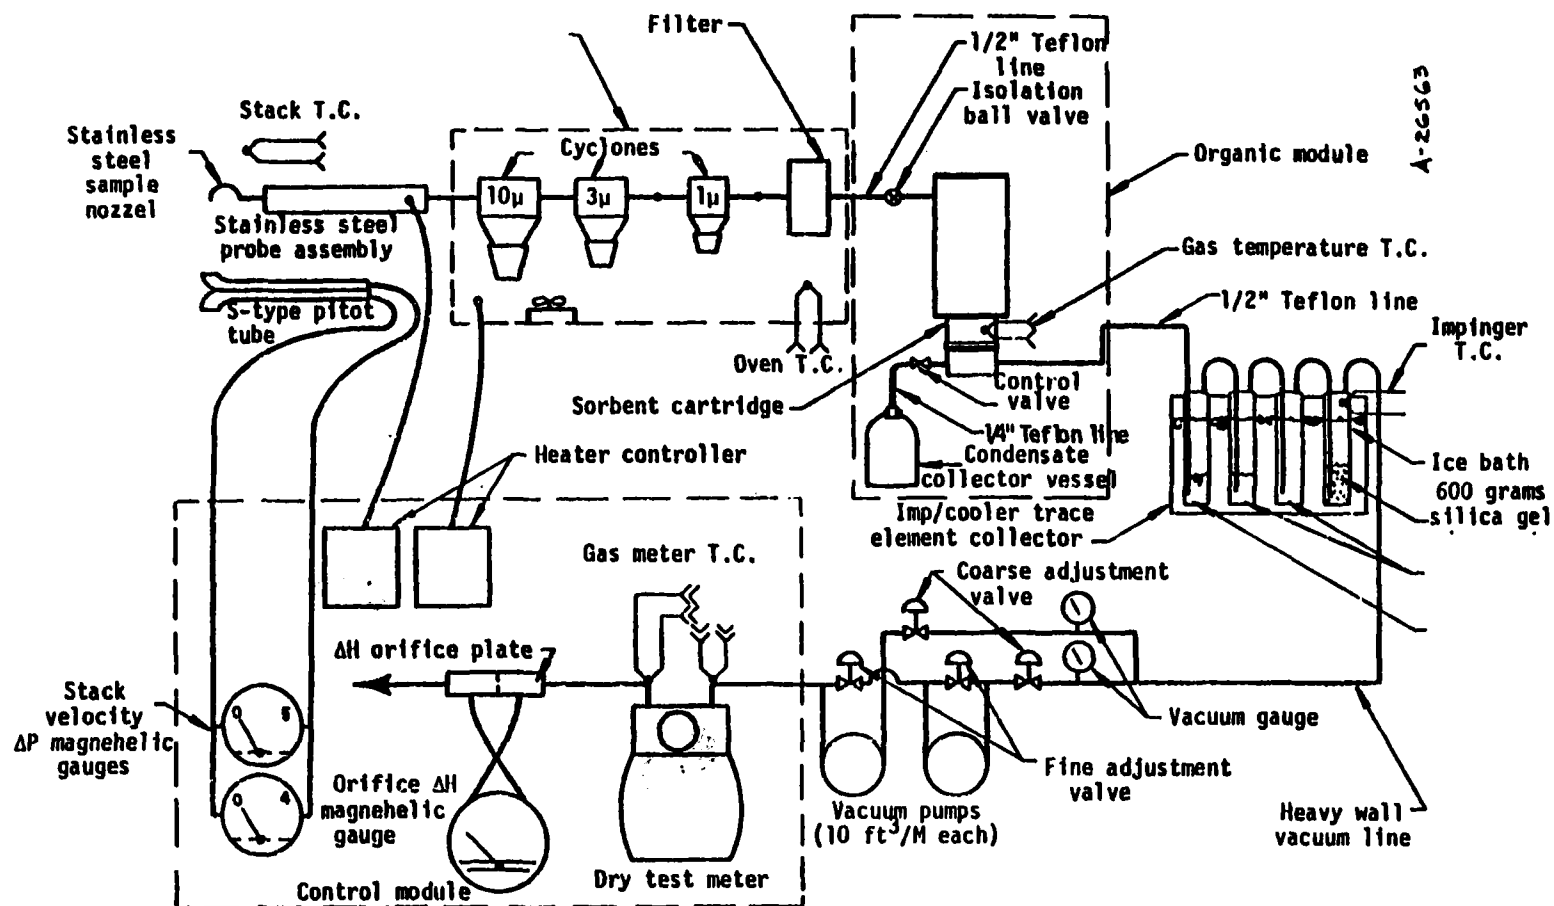 Filter
1/2" Teflon
line
Isolation
ball valve
A-26563
Stack T.C.
Stainless
steel
sample
nozzel
Cyclones
Organic module
10μ
3μ
1μ
Stainless steel
probe assembly
Gas temperature T.C.
S-type pitot
tube
1/2" Teflon line
Impinger
T.C.
Oven T.C.
Sorbent cartridge
Control
valve
1/4" Teflon line
Condensate
collector vessel
Heater controller
Ice bath
600 grams
silica gel
Imp/cooler trace
element collector
Gas meter T.C.
Coarse adjustment
valve
ΔH orifice plate
Stack
velocity
ΔP magnehelic
gauges
0 5
Vacuum gauge
Fine adjustment
valve
0 4
Orifice ΔH
magnehelic
gauge
Vacuum pumps
(10 ft³/M each)
Heavy wall
vacuum line
Dry test meter
Control module